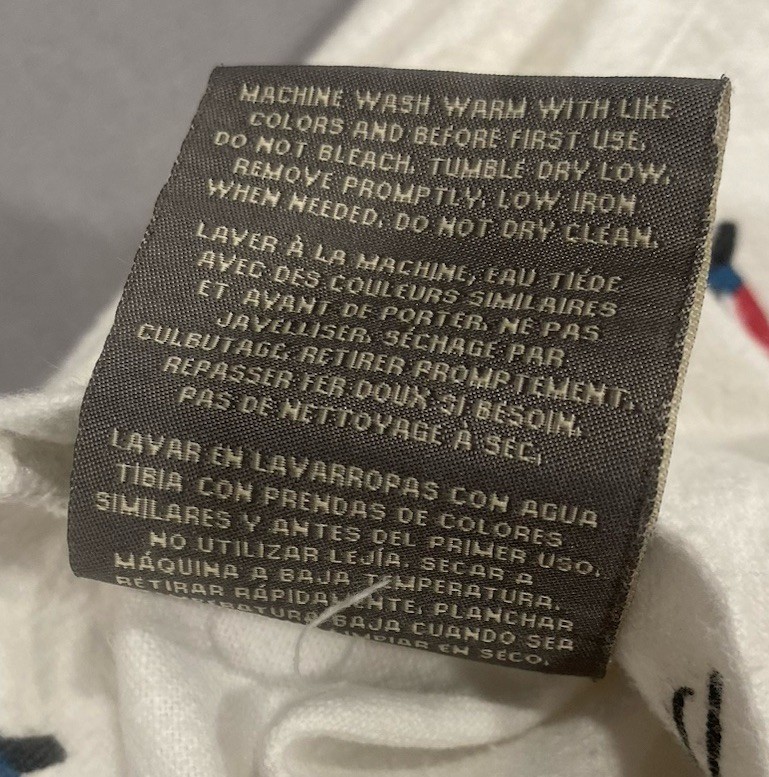 MACHINE WASH WARM WITH LIKE
COLORS AND BEFORE FIRST USE.
DO NOT BLEACH. TUMBLE DRY LOW.
REMOVE PROMPTLY. LOW IRON
WHEN NEEDED. DO NOT DRY CLEAN.
LAVER À LA MACHINE, EAU TIÉDE
AVEC DES COULEURS SIMILAIRES
ET AVANT DE PORTER. NE PAS
JAVELLISER. SÉCHAGE PAR
CULBUTAGE. RETIRER PROMPTEMENT.
REPASSER FER DOUX SI BESOIN.
PAS DE NETTOYAGE À SEC.
LAVAR EN LAVARROPAS CON AGUA
TIBIA CON PRENDAS DE COLORES
SIMILARES Y ANTES DEL PRIMER USO.
NO UTILIZAR LEJÍA. SECAR A
MÁQUINA A BAJA TEMPERATURA.
RETIRAR RÁPIDAMENTE. PLANCHAR
BAJA CUANDO SEA
EN SECO.